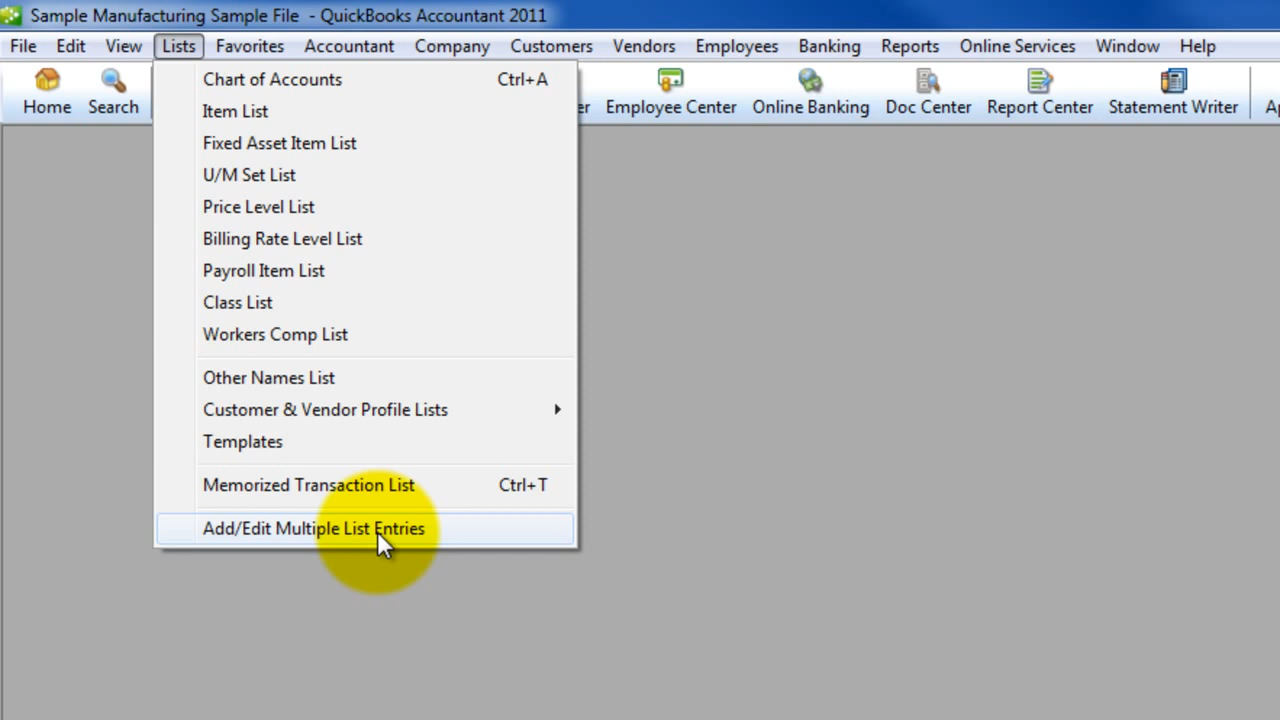 Sample Manufacturing Sample File - QuickBooks Accountant 2011
File Edit View Lists Favorites Accountant Company Customers Vendors Employees Banking Reports Online Services Window Help
Home Search Employee Center Online Banking Doc Center Report Center Statement Writer
Chart of Accounts Ctrl+A
Item List
Fixed Asset Item List
U/M Set List
Price Level List
Billing Rate Level List
Payroll Item List
Class List
Workers Comp List
Other Names List
Customer & Vendor Profile Lists
Templates
Memorized Transaction List Ctrl+T
Add/Edit Multiple List Entries